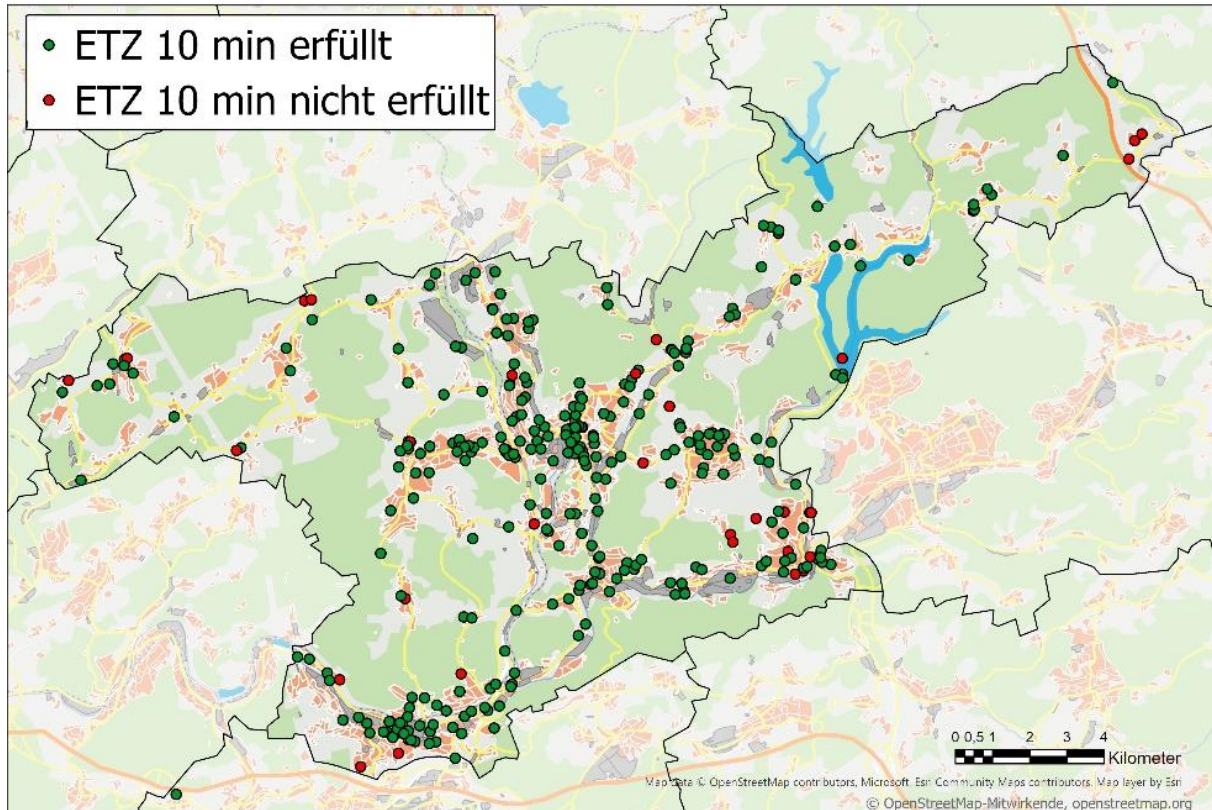 ETZ 10 min erfüllt
ETZ 10 min nicht erfüllt
0 0,5 1 2 3 4
Kilometer
Map data © OpenStreetMap contributors, Microsoft, Esri Community Maps contributors, Map layer by Esri
© OpenStreetMap-Mitwirkende, openstreetmap.org